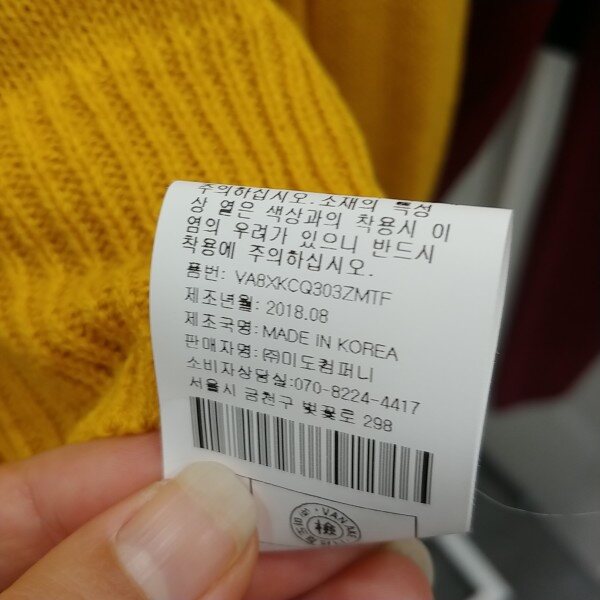 주의하십시오.소재의 특성
상 옅은 색상과의 착용시 이
염의 우려가 있으니 반드시
착용에 주의하십시오.
품번: VA8XKCQ303ZMTF
제조년월: 2018.08
제조국명: MADE IN KOREA
판매자명: ㈜미도컴퍼니
소비자상담실:070-8224-4417
서울시 금천구 벚꽃로 298